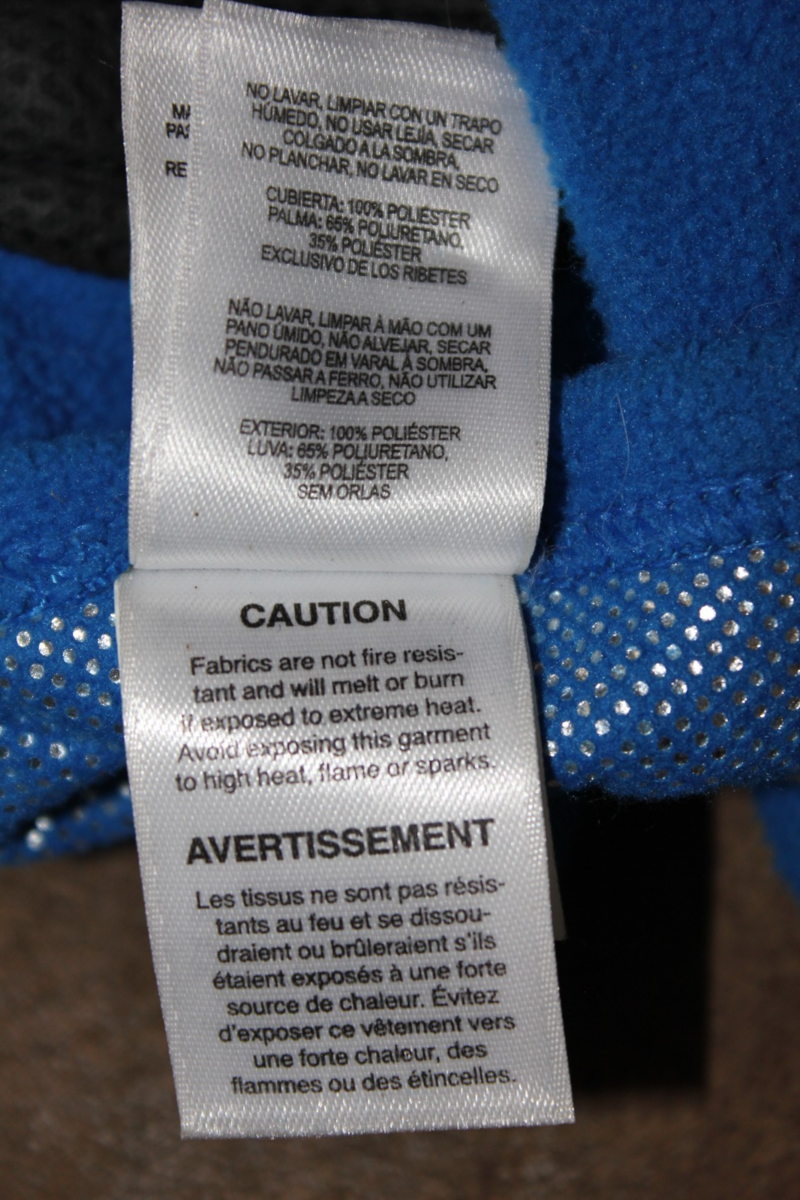 MA
PAS
RE
NO LAVAR, LIMPIAR CON UN TRAPO
HÚMEDO, NO USAR LEJÍA, SECAR
COLGADO A LA SOMBRA,
NO PLANCHAR, NO LAVAR EN SECO
CUBIERTA: 100% POLIÉSTER
PALMA: 65% POLIURETANO,
35% POLIÉSTER
EXCLUSIVO DE LOS RIBETES
NÃO LAVAR, LIMPAR À MÃO COM UM
PANO ÚMIDO, NÃO ALVEJAR, SECAR
PENDURADO EM VARAL À SOMBRA,
NÃO PASSAR A FERRO, NÃO UTILIZAR
LIMPEZA A SECO
EXTERIOR: 100% POLIÉSTER
LUVA: 65% POLIURETANO,
35% POLIÉSTER
SEM ORLAS
CAUTION
Fabrics are not fire resis-
tant and will melt or burn
if exposed to extreme heat.
Avoid exposing this garment
to high heat, flame or sparks.
AVERTISSEMENT
Les tissus ne sont pas résis-
tants au feu et se dissou-
draient ou brûleraient s'ils
étaient exposés à une forte
source de chaleur. Évitez
d'exposer ce vêtement vers
une forte chaleur, des
flammes ou des étincelles.